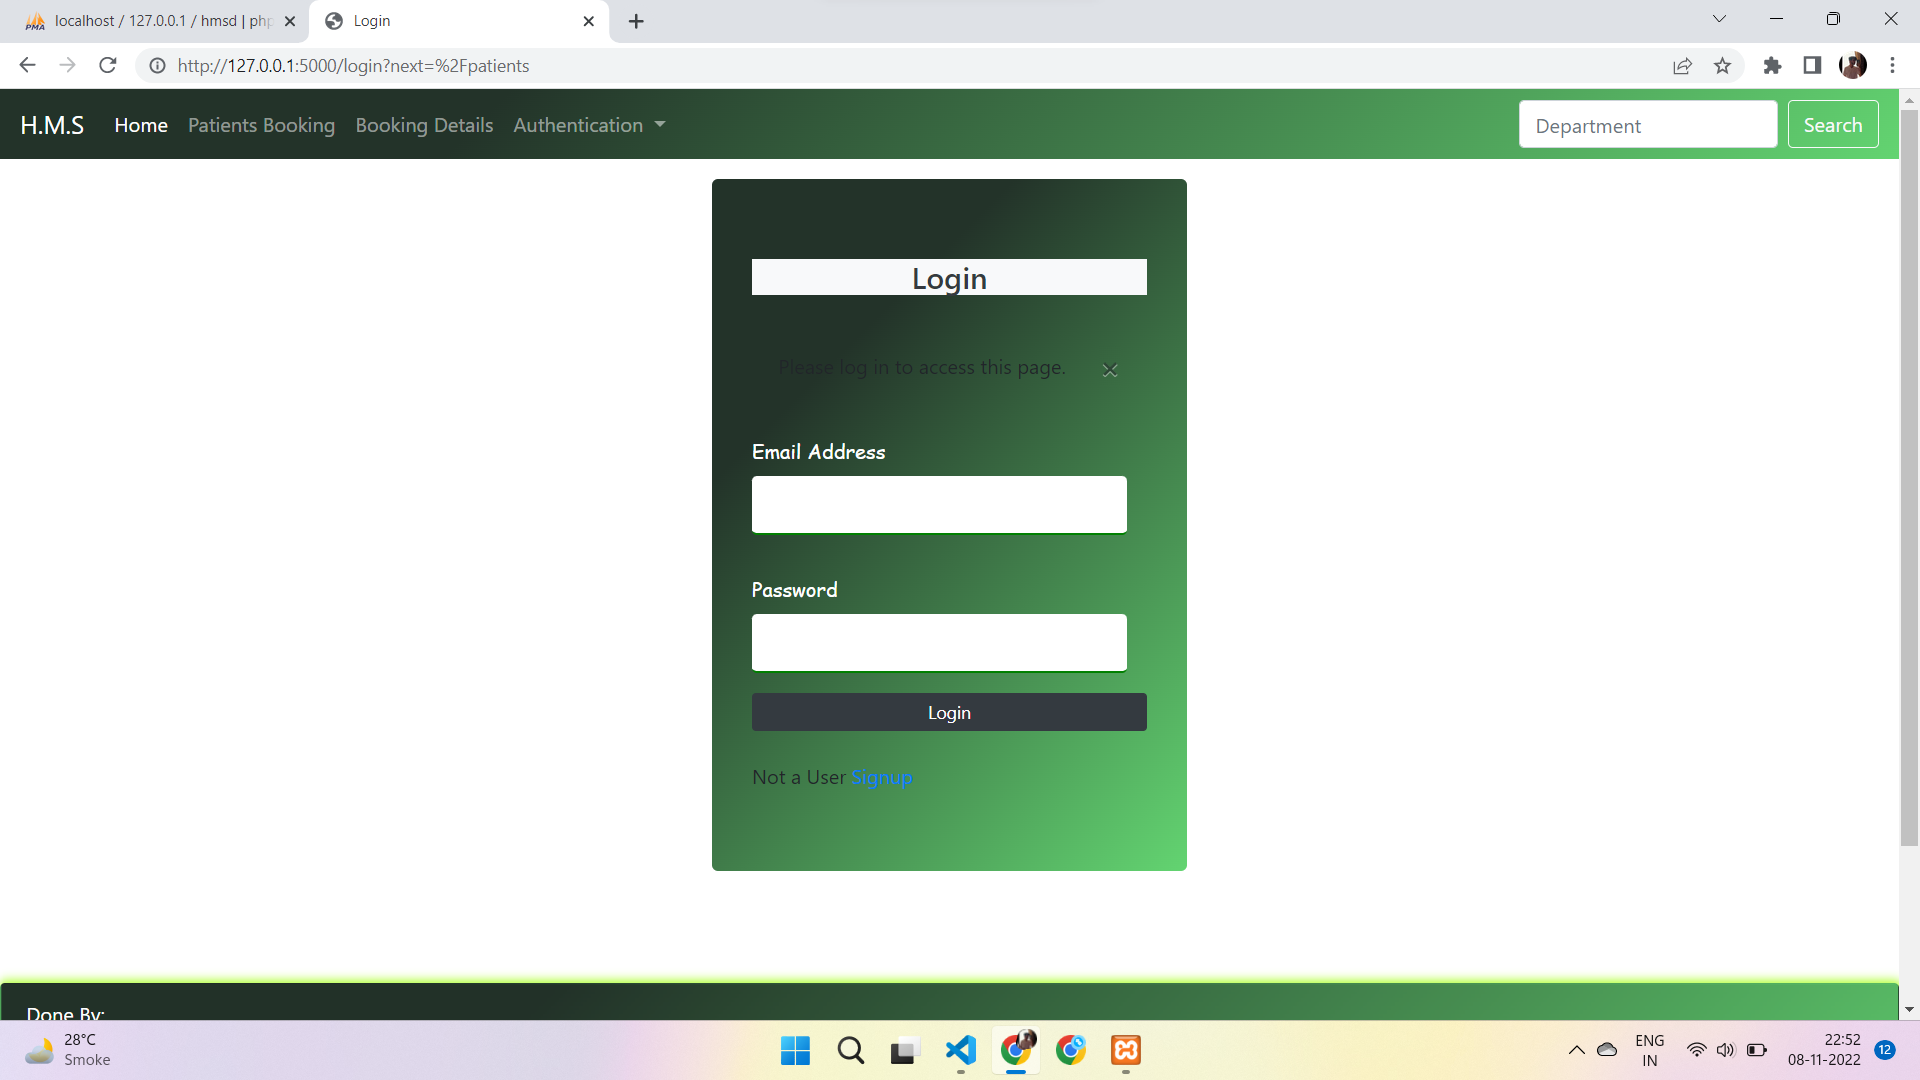 localhost / 127.0.0.1 / hmsd | php
Login
http://127.0.0.1:5000/login?next=%2Fpatients
H.M.S Home Patients Booking Booking Details Authentication Department Search
Login
Please log in to access this page. ×
Email Address
Password
Login
Not a User Signup
Done By:
28°C
Smoke
ENG
IN
22:52
08-11-2022
12